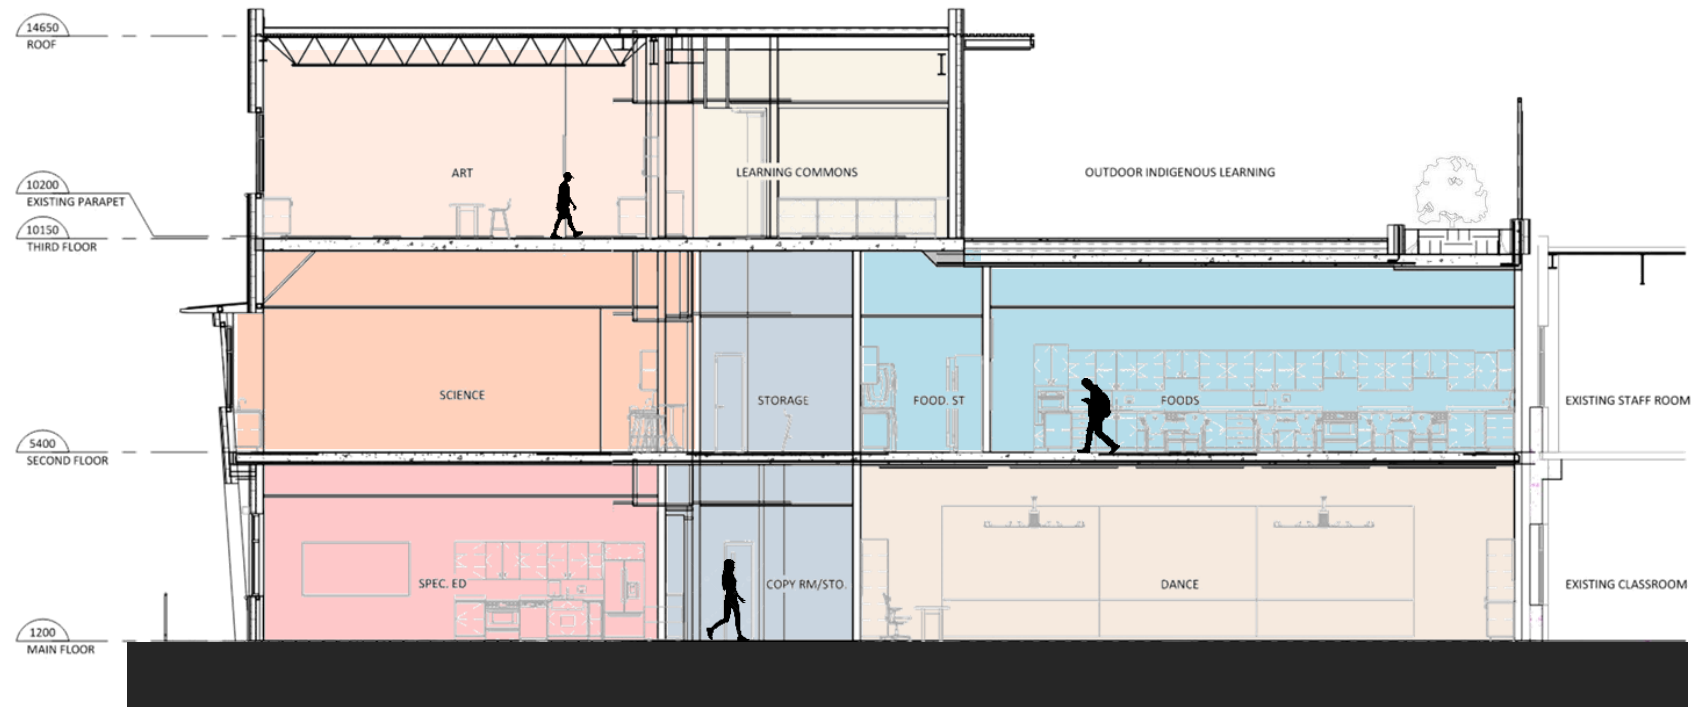 14650
ROOF
ART
LEARNING COMMONS
OUTDOOR INDIGENOUS LEARNING
10200
EXISTING PARAPET
10150
THIRD FLOOR
SCIENCE
STORAGE
FOOD. ST
FOODS
EXISTING STAFF ROOM
5400
SECOND FLOOR
SPEC. ED
COPY RM/STO.
DANCE
EXISTING CLASSROOM
1200
MAIN FLOOR